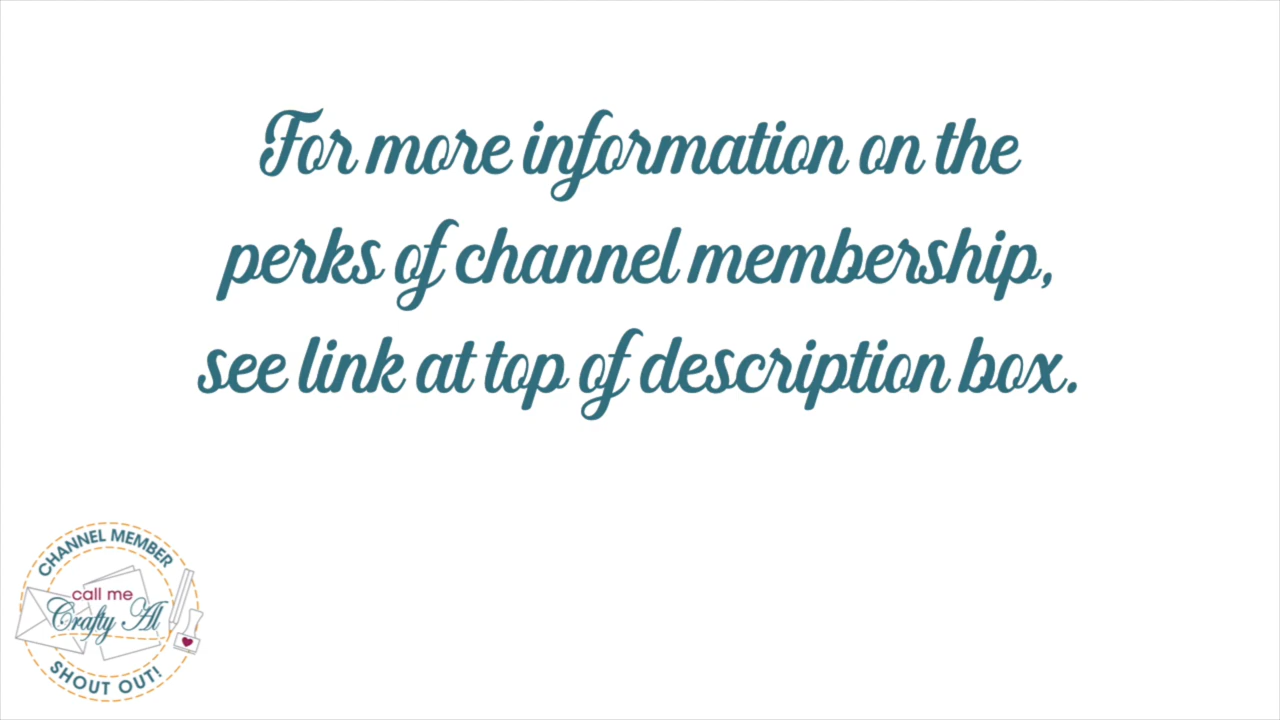 For more information on the
perks of channel membership,
see link at top of description box.
CHANNEL MEMBER
call me
Crafty Al
SHOUT OUT!